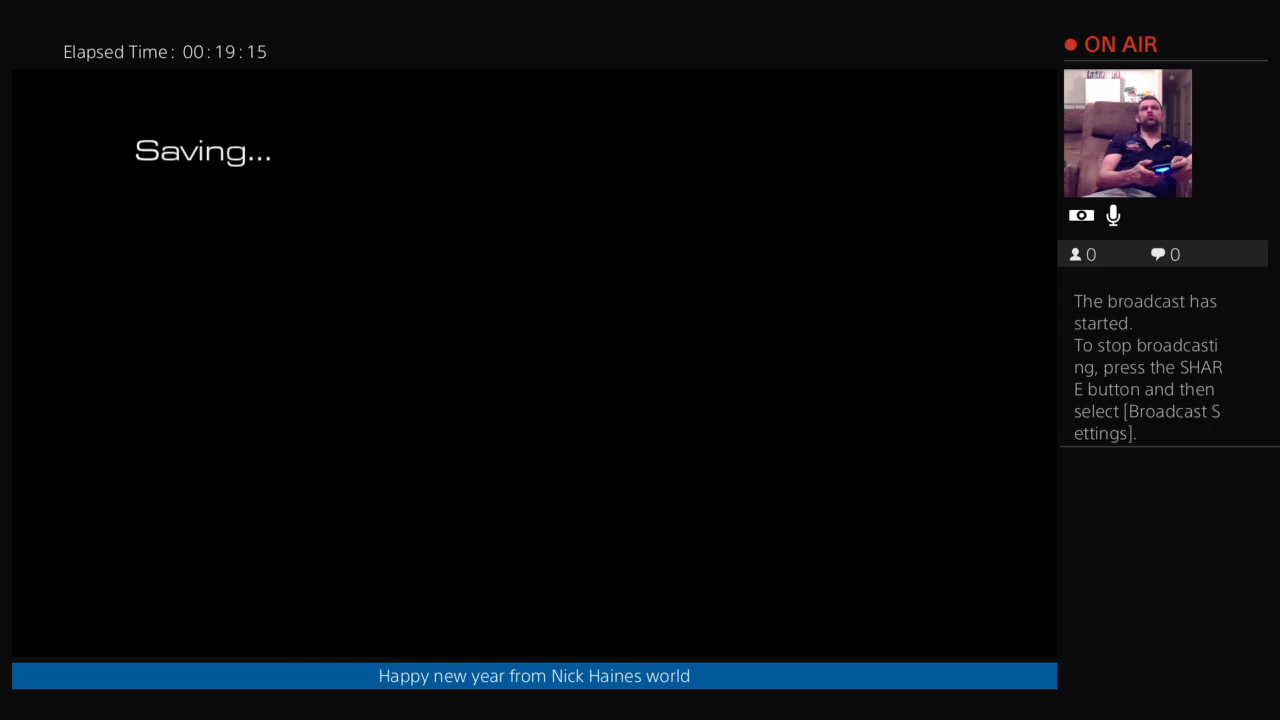 Elapsed Time: 00:19:15
ON AIR
Saving...
0
0
The broadcast has
started.
To stop broadcasti
ng, press the SHAR
E button and then
select [Broadcast S
ettings].
Happy new year from Nick Haines world